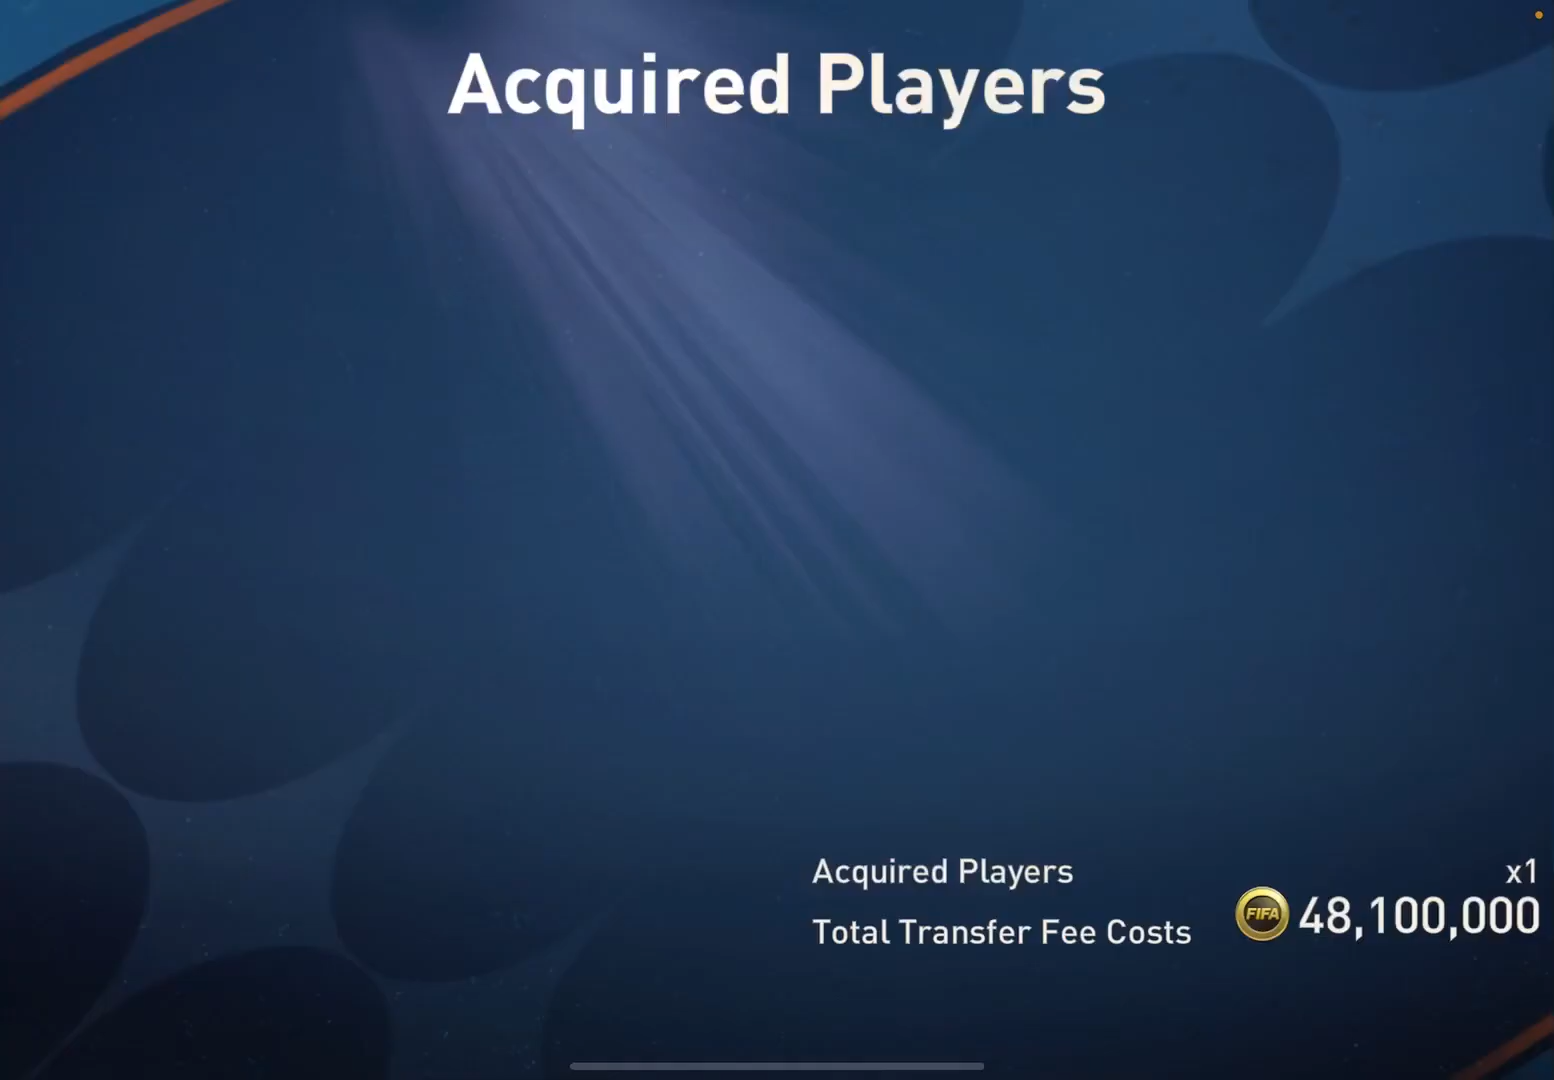 Acquired Players
Acquired Players x1
Total Transfer Fee Costs FIFA 48,100,000